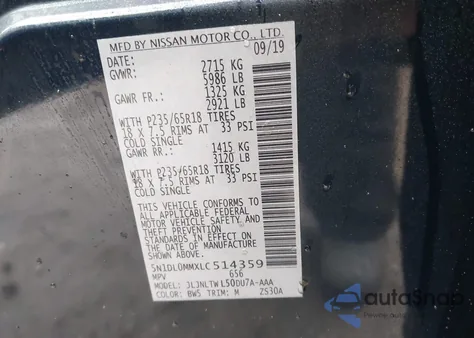 MFD BY NISSAN MOTOR CO., LTD.
DATE: 09/19
GVWR: 2715 KG
5986 LB
GAWR FR.: 1325 KG
2921 LB
WITH P235/65R18 TIRES
18 X 7.5 RIMS AT 33 PSI
COLD SINGLE
GAWR RR.: 1415 KG
3120 LB
WITH P235/65R18 TIRES
18 X 7.5 RIMS AT 33 PSI
COLD SINGLE
THIS VEHICLE CONFORMS TO
ALL APPLICABLE FEDERAL
MOTOR VEHICLE SAFETY AND
THEFT PREVENTION
STANDARDS IN EFFECT ON
THE DATE OF MANUFACTURE
SHOWN ABOVE.
5N1DL0MMXLC514359
MPV 656
MODEL: JLJNLTWL50DU7A-AAA
COLOR: BW5 TRIM: M ZS30A
AutoSnap